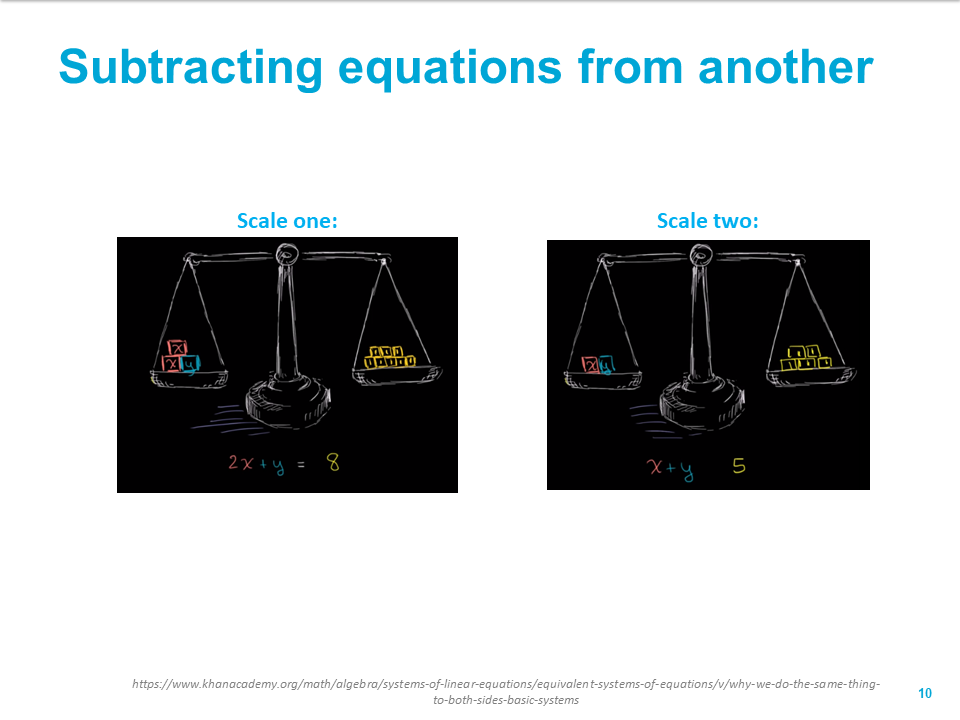 Subtracting equations from another
Scale one:
Scale two:
x
x y
1 1 1
1 1 1 1 1
2x + y = 8
x y
1 1
1 1 1
x + y 5
https://www.khanacademy.org/math/algebra/systems-of-linear-equations/equivalent-systems-of-equations/v/why-we-do-the-same-thing-
to-both-sides-basic-systems
10